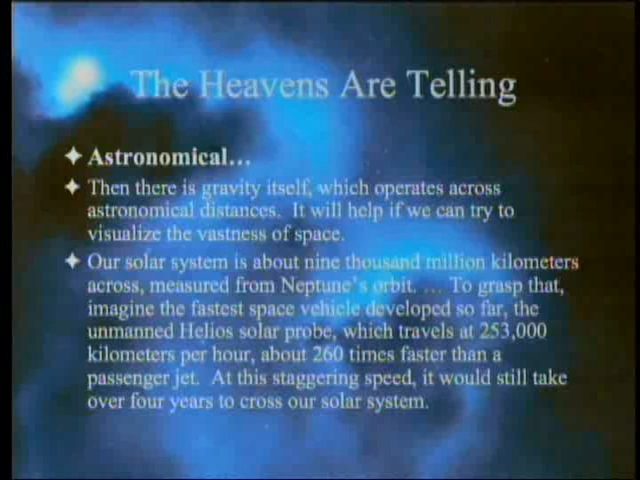 The Heavens Are Telling
Astronomical…
Then there is gravity itself, which operates across
astronomical distances. It will help if we can try to
visualize the vastness of space.
Our solar system is about nine thousand million kilometers
across, measured from Neptune's orbit. … To grasp that,
imagine the fastest space vehicle developed so far, the
unmanned Helios solar probe, which travels at 253,000
kilometers per hour, about 260 times faster than a
passenger jet. At this staggering speed, it would still take
over four years to cross our solar system.